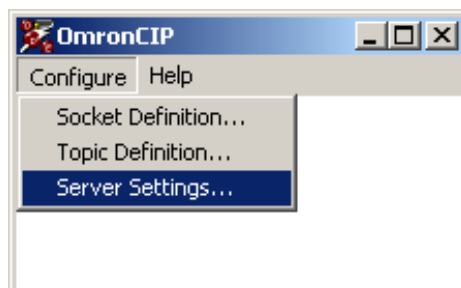 OmronCIP
Configure Help
Socket Definition...
Topic Definition...
Server Settings...